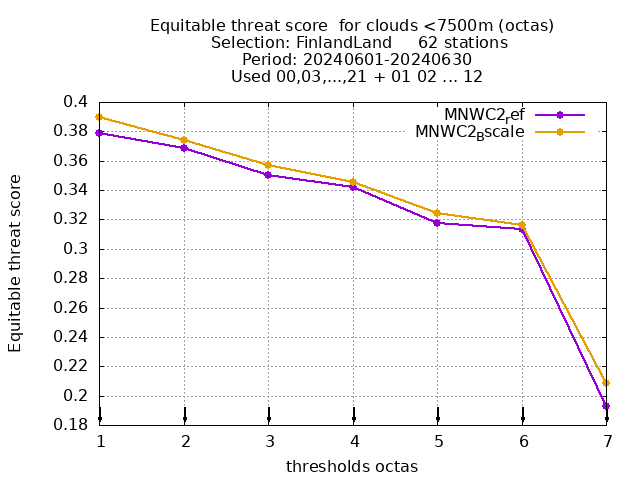 Equitable threat score  for clouds <7500m (octas)
Selection: FinlandLand     62 stations
Period: 20240601-20240630
Used 00,03,...,21 + 01 02 ... 12
MNWC2ref
MNWC2Bscale
Equitable threat score
0.4
0.38
0.36
0.34
0.32
0.3
0.28
0.26
0.24
0.22
0.2
0.18
1 2 3 4 5 6 7
thresholds octas